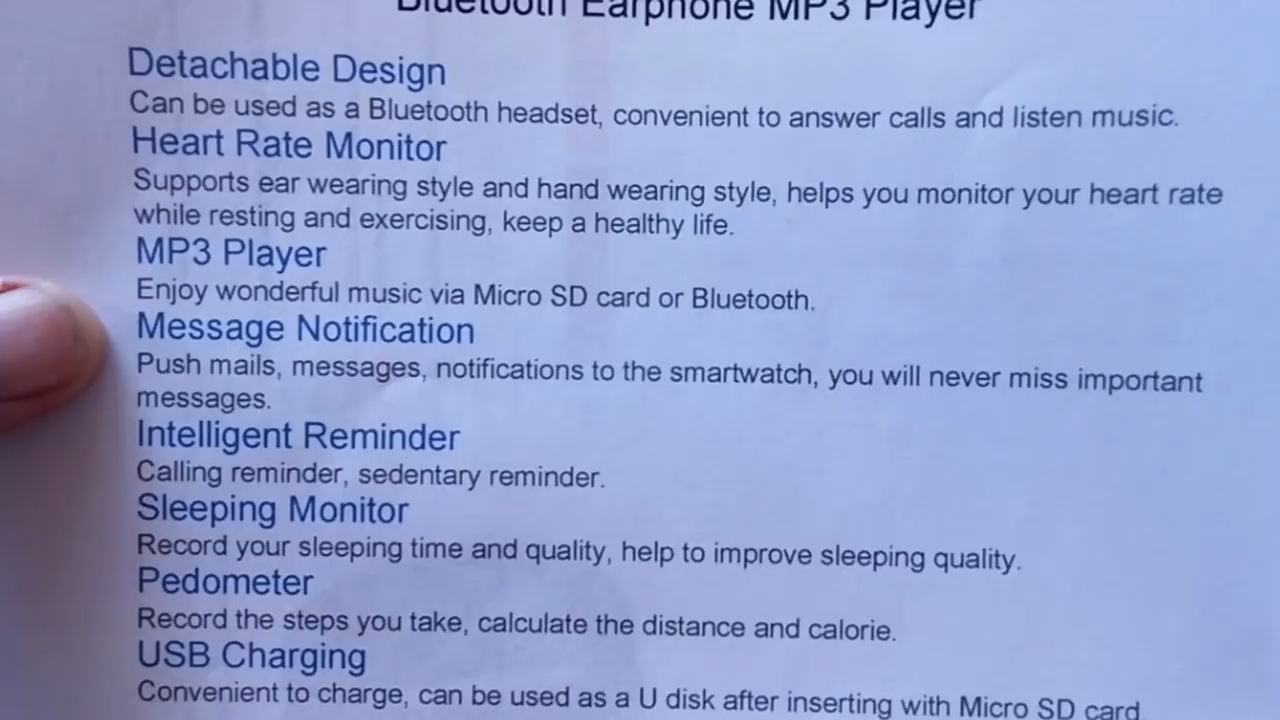 Bluetooth Earphone MP3 Player
Detachable Design
Can be used as a Bluetooth headset, convenient to answer calls and listen music.
Heart Rate Monitor
Supports ear wearing style and hand wearing style, helps you monitor your heart rate
while resting and exercising, keep a healthy life.
MP3 Player
Enjoy wonderful music via Micro SD card or Bluetooth.
Message Notification
Push mails, messages, notifications to the smartwatch, you will never miss important
messages.
Intelligent Reminder
Calling reminder, sedentary reminder.
Sleeping Monitor
Record your sleeping time and quality, help to improve sleeping quality.
Pedometer
Record the steps you take, calculate the distance and calorie.
USB Charging
Convenient to charge, can be used as a U disk after inserting with Micro SD card